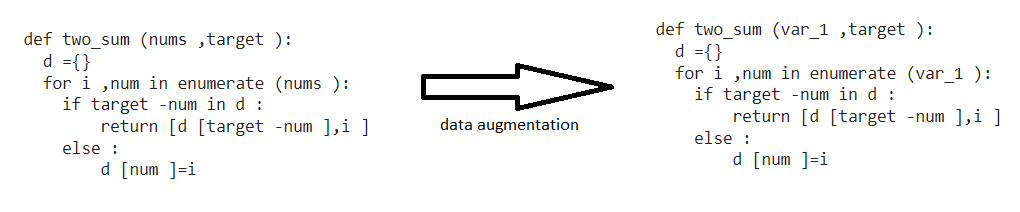 def two_sum (nums ,target ):
d ={}
for i ,num in enumerate (nums ):
if target -num in d :
return [d [target -num ],i ]
else :
d [num ]=i
data augmentation
def two_sum (var_1 ,target ):
d ={}
for i ,num in enumerate (var_1 ):
if target -num in d :
return [d [target -num ],i ]
else :
d [num ]=i